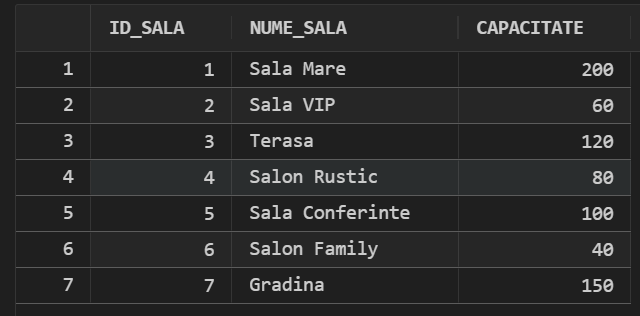 ID_SALA NUME_SALA CAPACITATE
1 1 Sala Mare 200
2 2 Sala VIP 60
3 3 Terasa 120
4 4 Salon Rustic 80
5 5 Sala Conferinte 100
6 6 Salon Family 40
7 7 Gradina 150